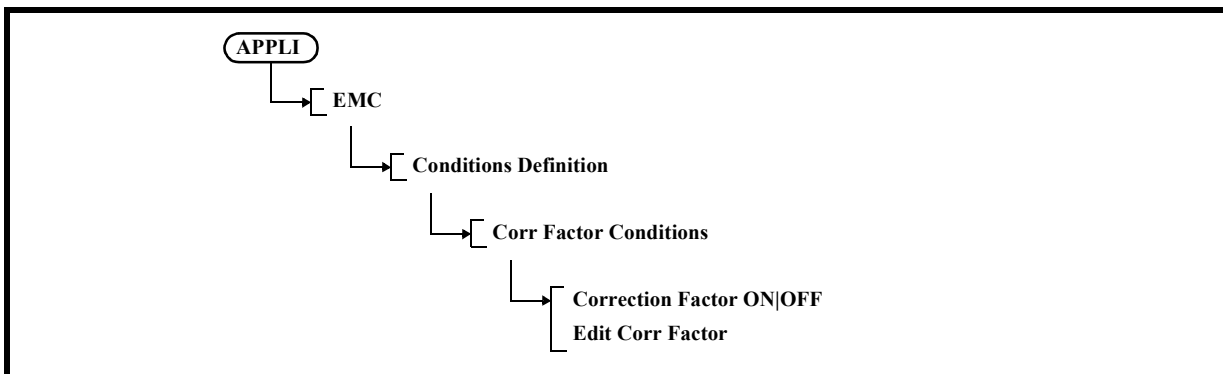 APPLI
EMC
Conditions Definition
Corr Factor Conditions
Correction Factor ON|OFF
Edit Corr Factor